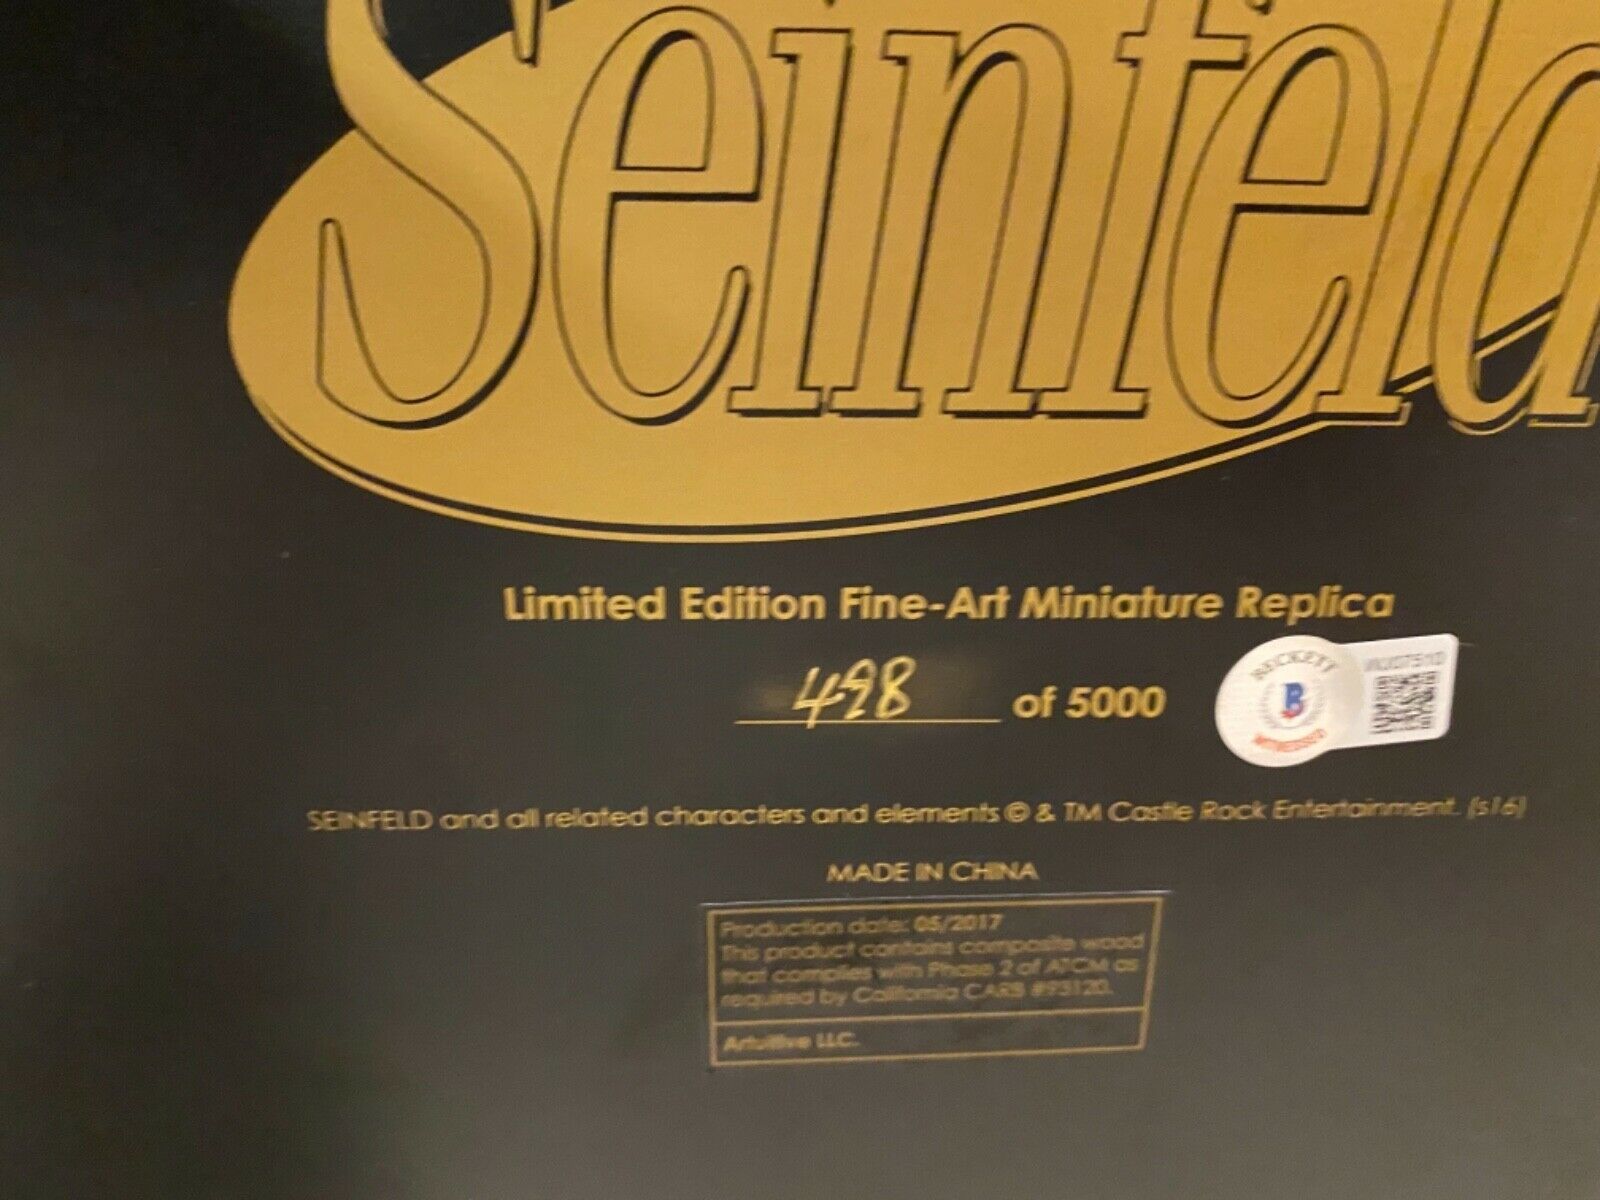 Seinfeld
Limited Edition Fine-Art Miniature Replica
498 of 5000
BECKETT
B
WITNESSED
SEINFELD and all related characters and elements © & TM Castle Rock Entertainment. (s16)
MADE IN CHINA
Production date: 05/2017
This product contains composite wood
that complies with Phase 2 of ATCM as
required by California CARB #93120.
Artuitive LLC.